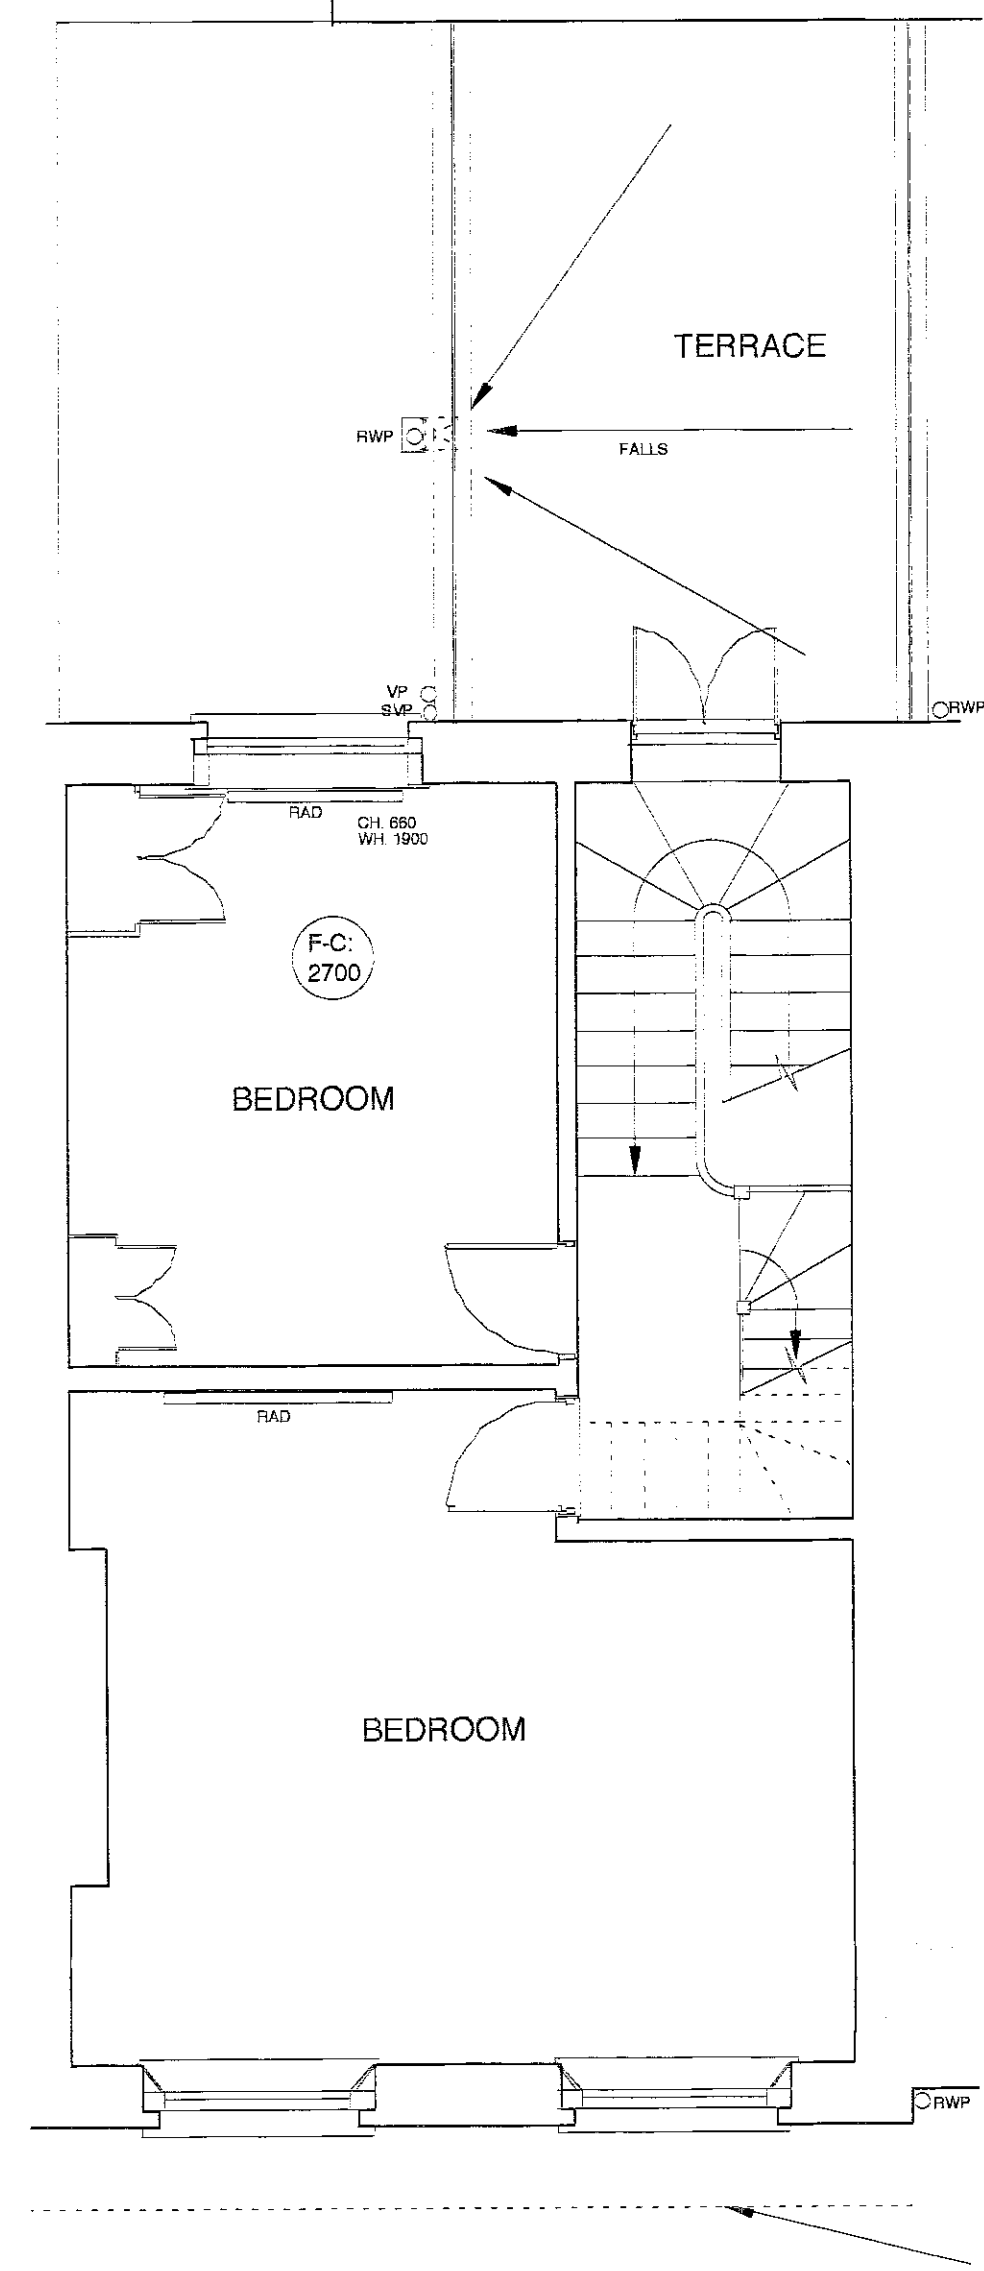 TERRACE
RWP
FALLS
VP
SVP
RWP
RAD
CH. 660
WH. 1900
F-C:
2700
BEDROOM
RAD
BEDROOM
RWP